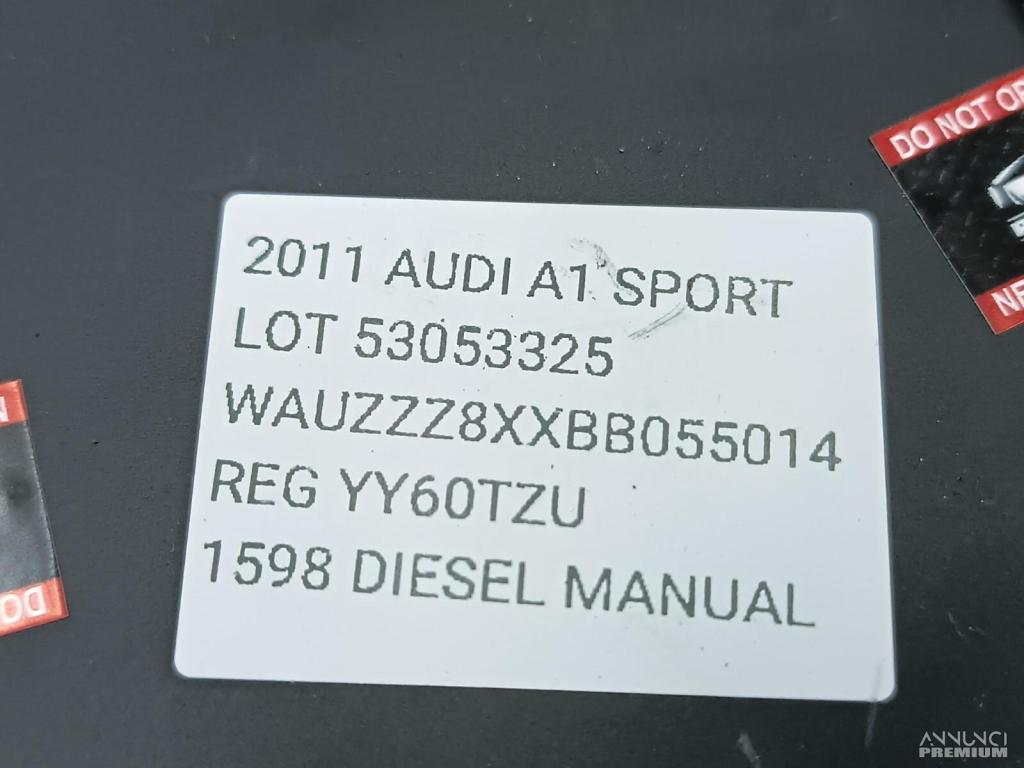 2011 AUDI A1 SPORT
LOT 53053325
WAUZZZ8XXBB055014
REG YY60TZU
1598 DIESEL MANUAL
DO NOT
ANNUNCI
PREMIUM